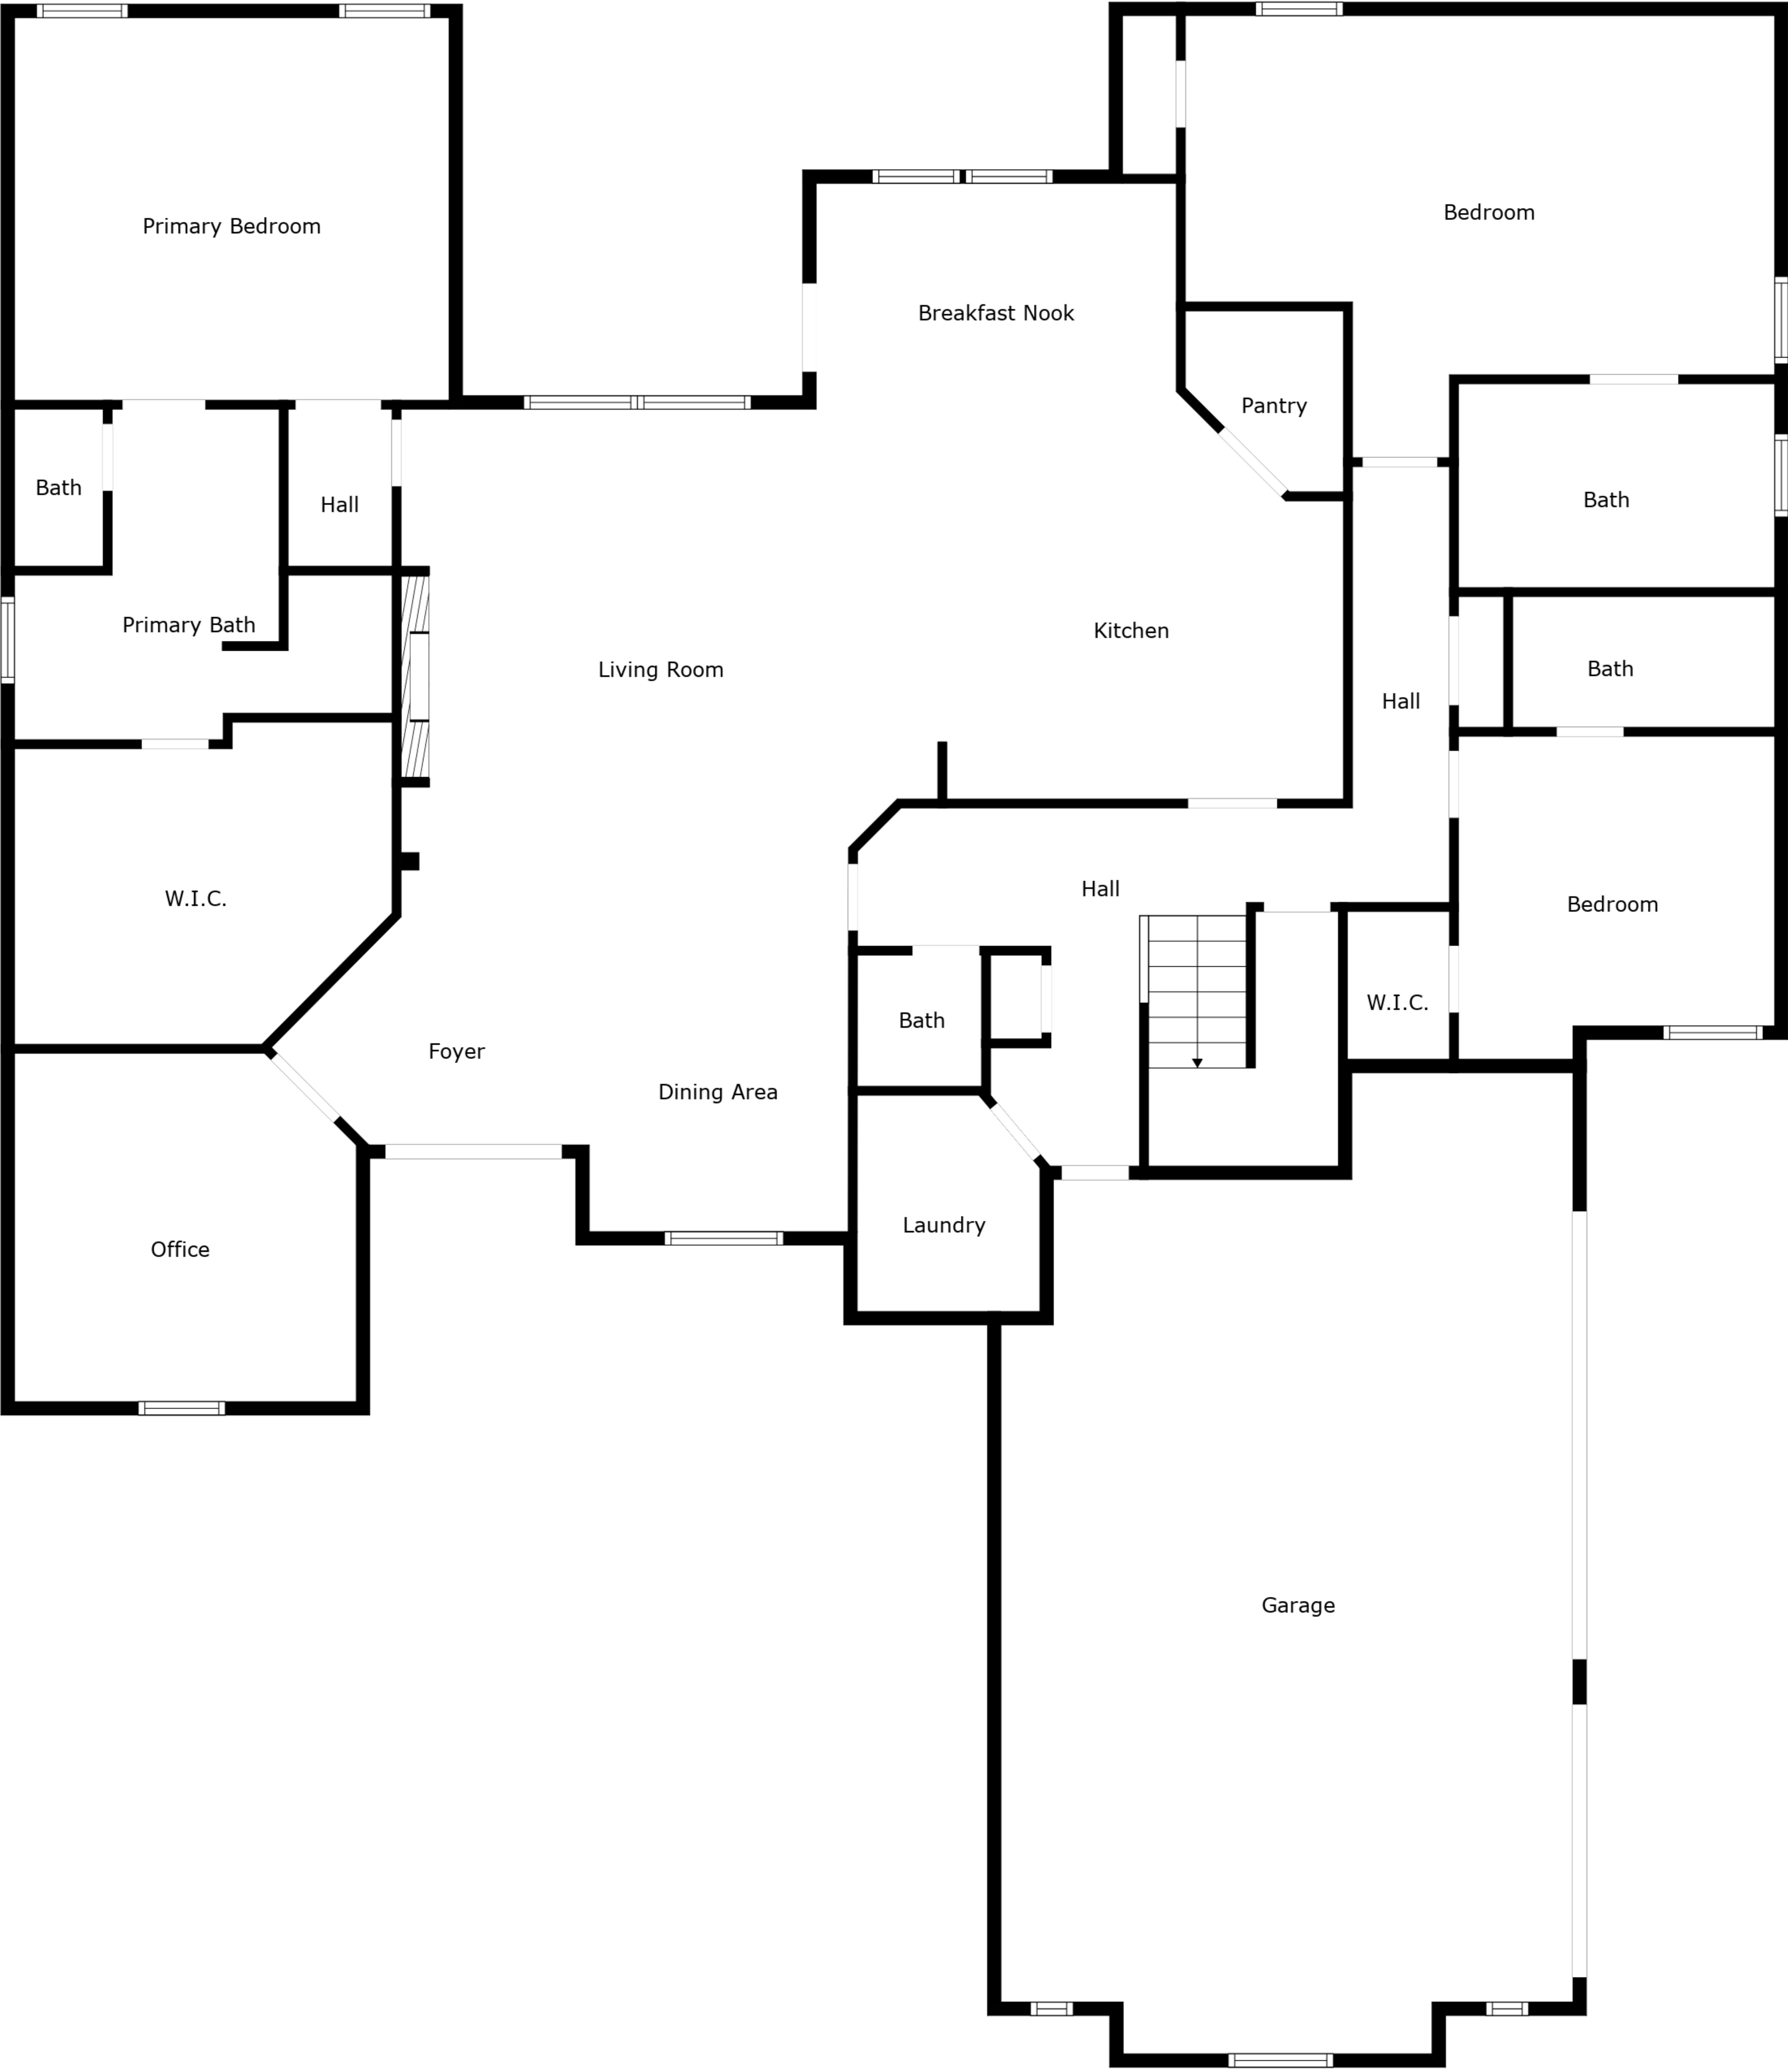 Primary Bedroom
Bedroom
Breakfast Nook
Pantry
Bath
Hall
Bath
Primary Bath
Kitchen
Living Room
Bath
Hall
W.I.C.
Hall
Bedroom
W.I.C.
Bath
Foyer
Dining Area
Laundry
Office
Garage